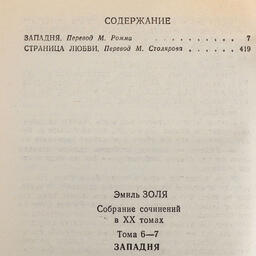 СОДЕРЖАНИЕ
ЗАПАДНЯ. Перевод М. Ромма . . . . . . . . 7
СТРАНИЦА ЛЮБВИ, Перевод М. Столярова . . . . . 419
Эмиль ЗОЛЯ
Собрание сочинений
в XX томах
Тома 6—7
ЗАПАДНЯ